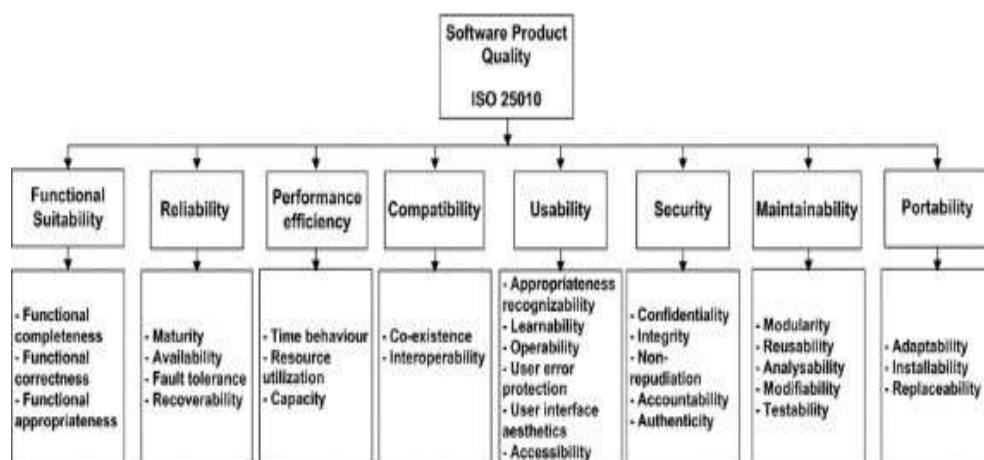 Software Product
Quality
ISO 25010
Functional
Suitability
Reliability
Performance
efficiency
Compatibility
Usability
Security
Maintainability
Portability
- Functional
completeness
- Functional
correctness
- Functional
appropriateness
- Maturity
- Availability
- Fault tolerance
- Recoverability
- Time behaviour
- Resource
utilization
- Capacity
- Co-existence
- Interoperability
- Appropriateness
recognizability
- Learnability
- Operability
- User error
protection
- User interface
aesthetics
- Accessibility
- Confidentiality
- Integrity
- Non-
repudiation
- Accountability
- Authenticity
- Modularity
- Reusability
- Analysability
- Modifiability
- Testability
- Adaptability
- Installability
- Replaceability